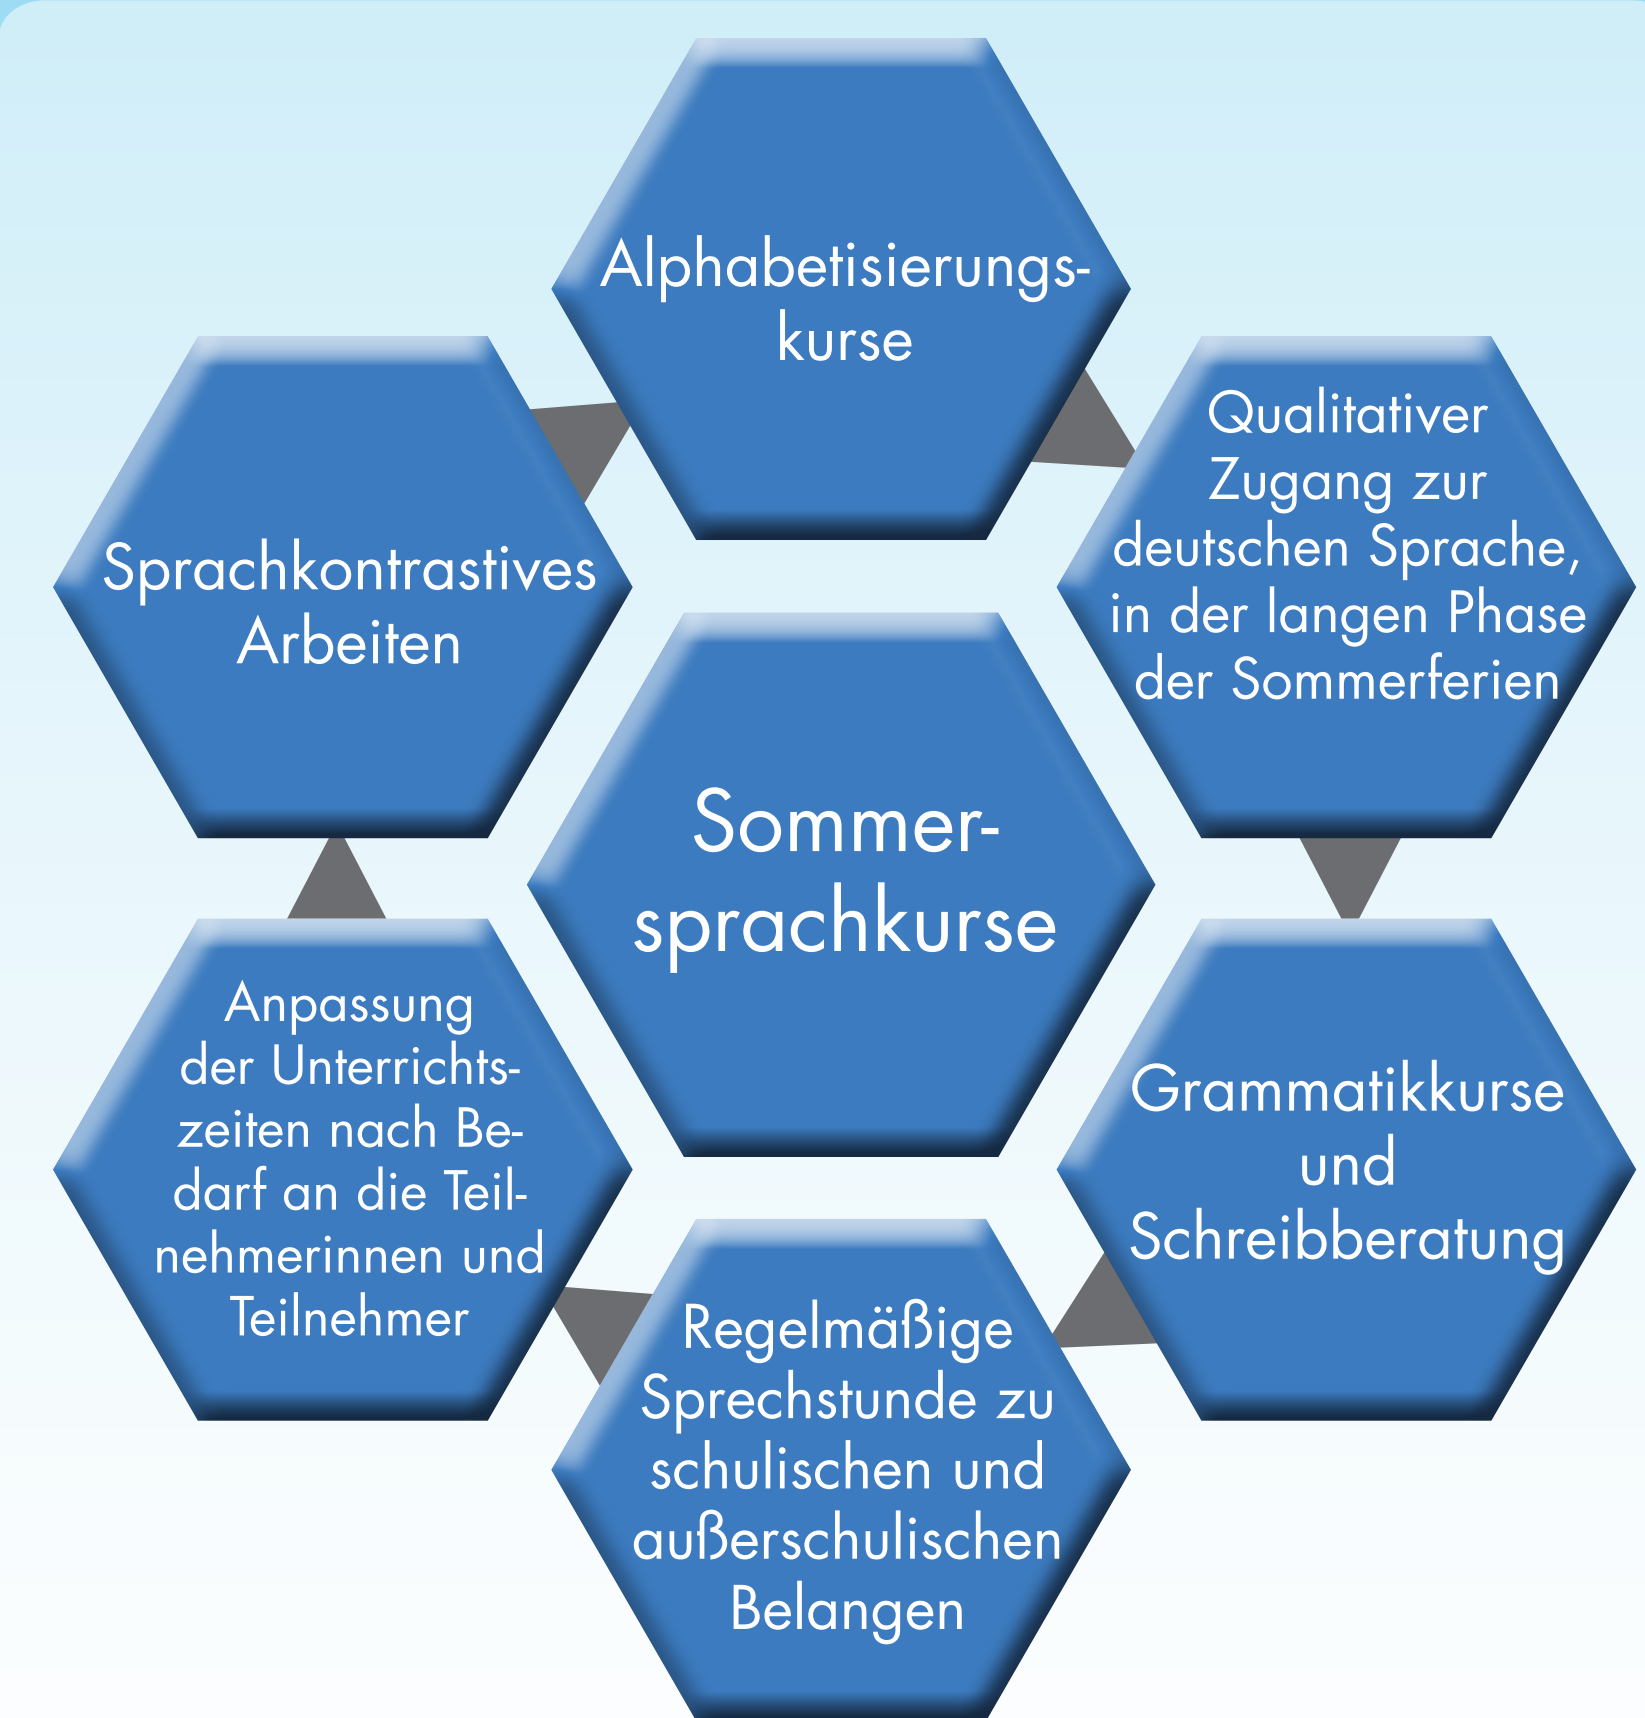 Alphabetisierungs-
kurse
Qualitativer
Zugang zur
deutschen Sprache,
in der langen Phase
der Sommerferien
Sprachkontrastives
Arbeiten
Sommer-
sprachkurse
Grammatikkurse
und
Schreibberatung
Anpassung
der Unterrichts-
zeiten nach Be-
darf an die Teil-
nehmerinnen und
Teilnehmer
Regelmäßige
Sprechstunde zu
schulischen und
außerschulischen
Belangen